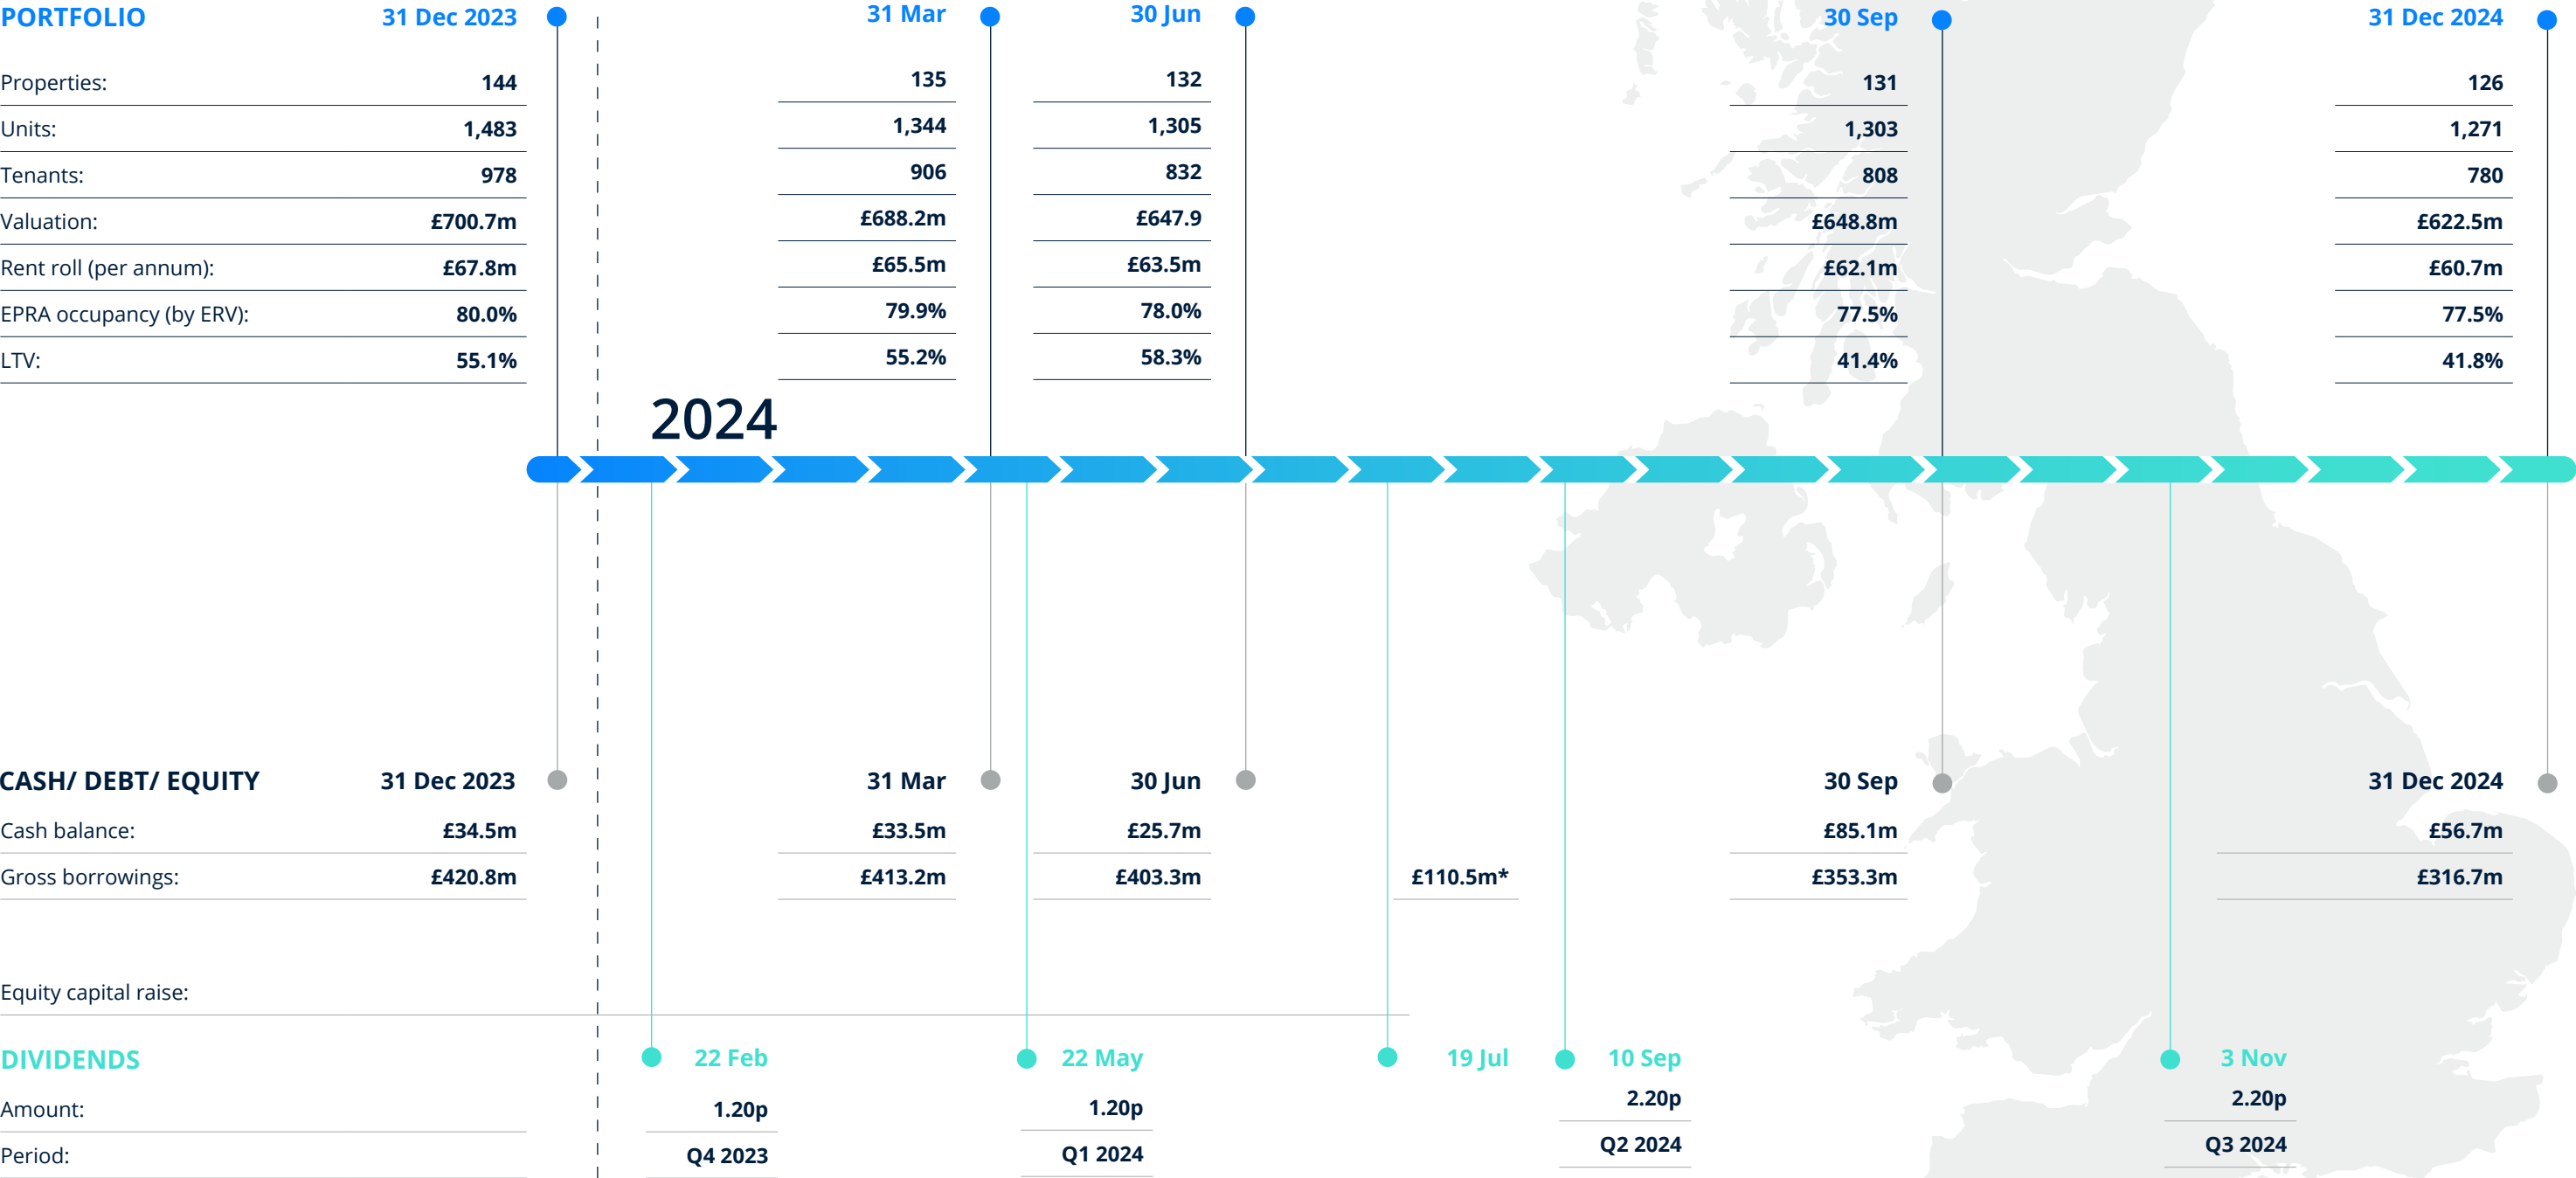 PORTFOLIO 31 Dec 2023 31 Mar 30 Jun 30 Sep 31 Dec 2024
Properties: 144 135 132 131 126
Units: 1,483 1,344 1,305 1,303 1,271
Tenants: 978 906 832 808 780
Valuation: £700.7m £688.2m £647.9 £648.8m £622.5m
Rent roll (per annum): £67.8m £65.5m £63.5m £62.1m £60.7m
EPRA occupancy (by ERV): 80.0% 79.9% 78.0% 77.5% 77.5%
LTV: 55.1% 55.2% 58.3% 41.4% 41.8%
2024
CASH/ DEBT/ EQUITY 31 Dec 2023 31 Mar 30 Jun 30 Sep 31 Dec 2024
Cash balance: £34.5m £33.5m £25.7m £85.1m £56.7m
Gross borrowings: £420.8m £413.2m £403.3m £110.5m* £353.3m £316.7m
Equity capital raise:
DIVIDENDS 22 Feb 22 May 19 Jul 10 Sep 3 Nov
Amount: 1.20p 1.20p 2.20p 2.20p
Period: Q4 2023 Q1 2024 Q2 2024 Q3 2024